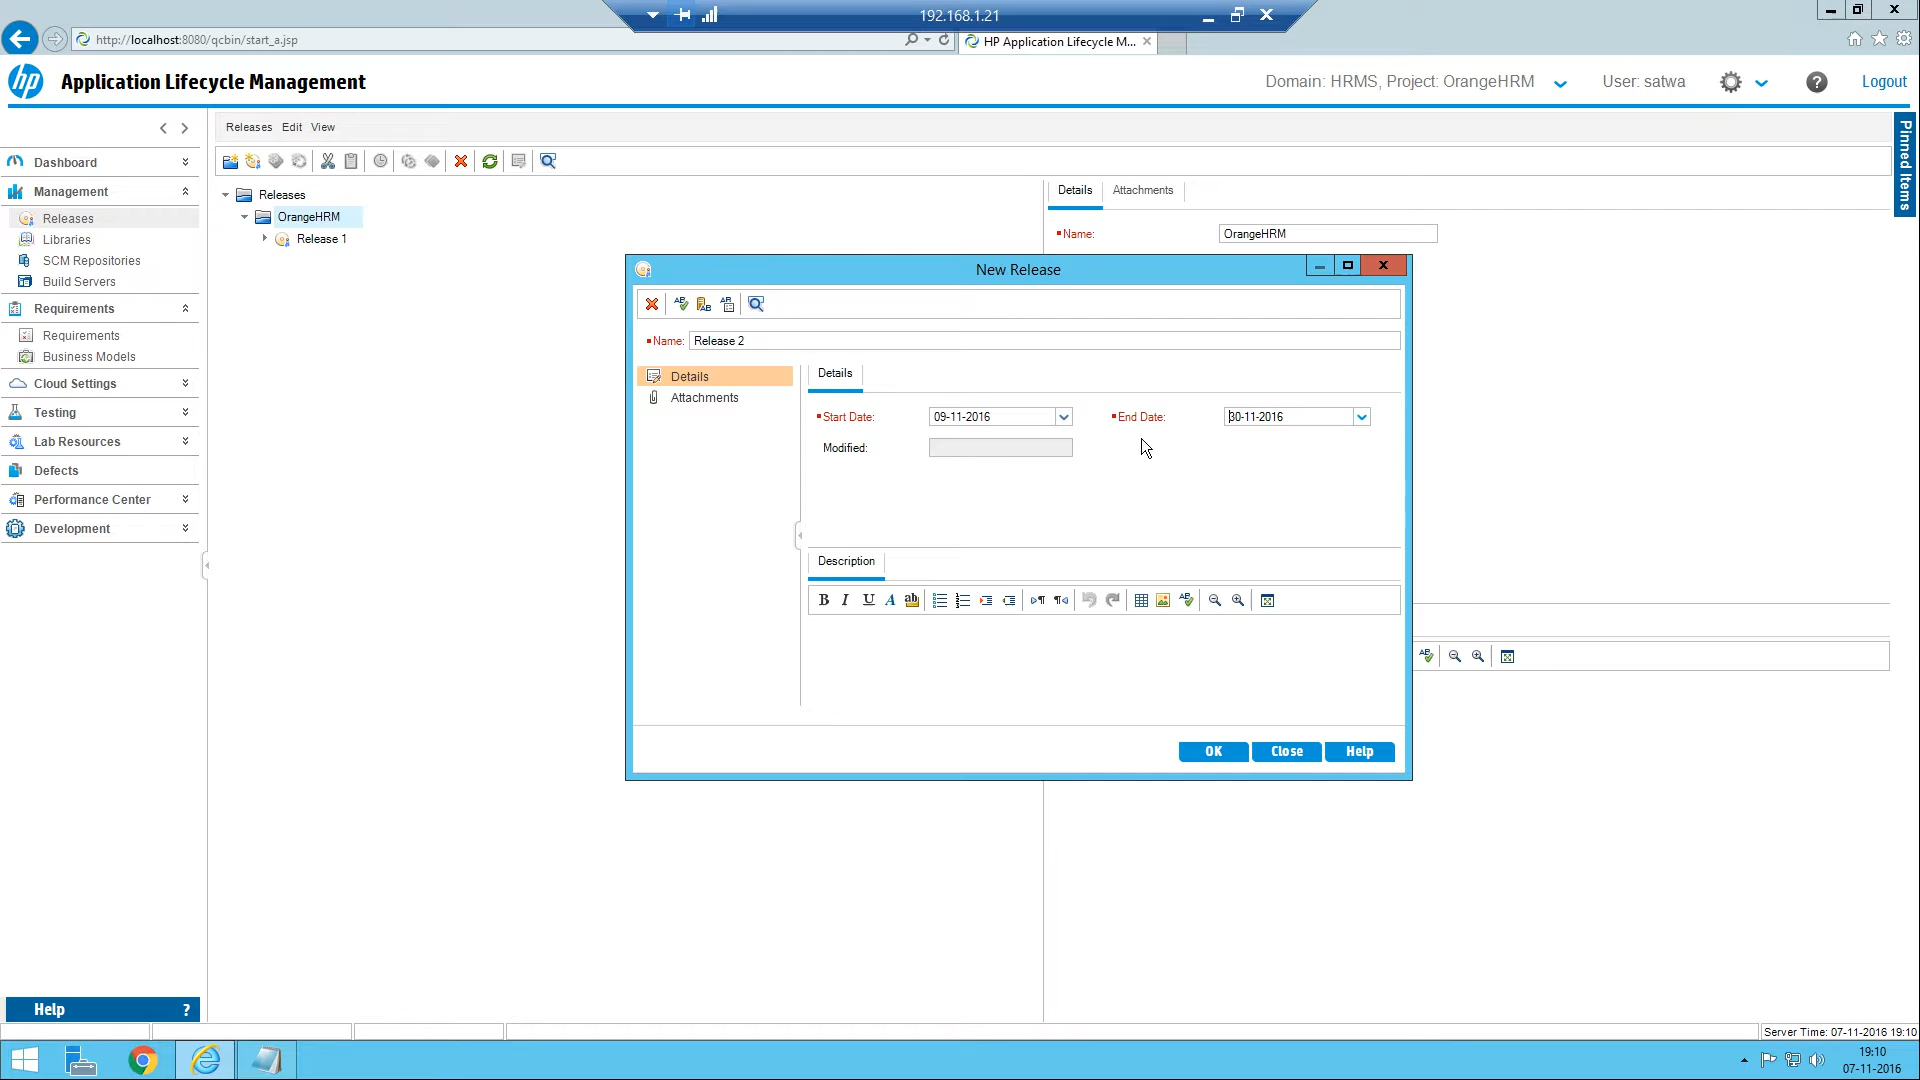 192.168.1.21
http://localhost:8080/qcbin/start_a.jsp
HP Application Lifecycle M...
hp
Application Lifecycle Management
Domain: HRMS, Project: OrangeHRM
User: satwa
?
Logout
Releases Edit View
Pinned Items
Dashboard
Management
Releases
Libraries
SCM Repositories
Build Servers
Requirements
Requirements
Business Models
Cloud Settings
Testing
Lab Resources
Defects
Performance Center
Development
Releases
OrangeHRM
Release 1
Details Attachments
Name: OrangeHRM
New Release
Name: Release 2
Details
Attachments
Details
Start Date: 09-11-2016
End Date: 30-11-2016
Modified:
Description
B I U A ab
OK Close Help
Help ?
Server Time: 07-11-2016 19:10
19:10
07-11-2016